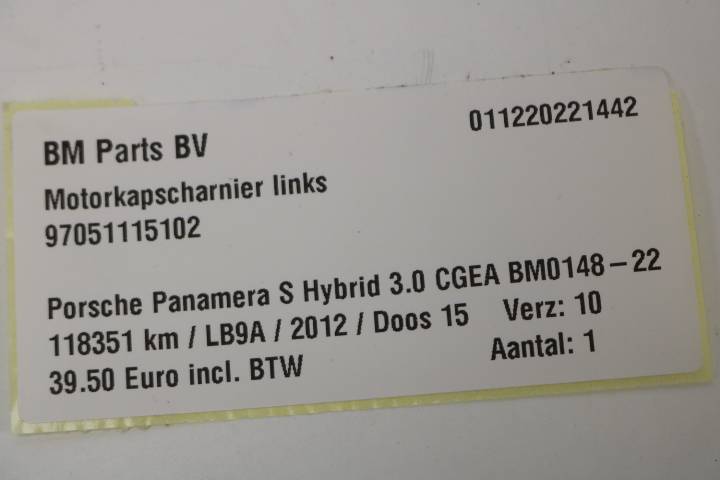 BM Parts BV
011220221442
Motorkapscharnier links
97051115102
Porsche Panamera S Hybrid 3.0 CGEA BM0148-22
118351 km / LB9A / 2012 / Doos 15 Verz: 10
39.50 Euro incl. BTW Aantal: 1